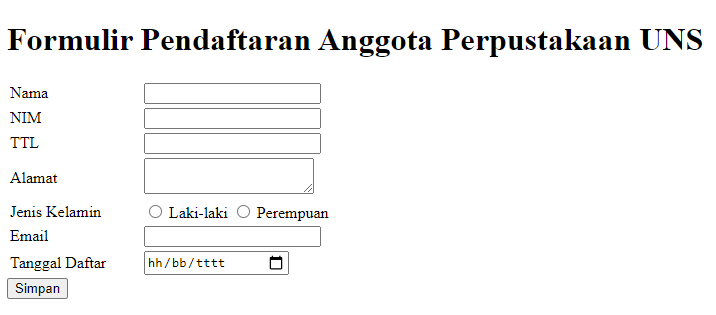 Formulir Pendaftaran Anggota Perpustakaan UNS
Nama
NIM
TTL
Alamat
Jenis Kelamin Laki-laki Perempuan
Email
Tanggal Daftar hh/bb/tttt
Simpan